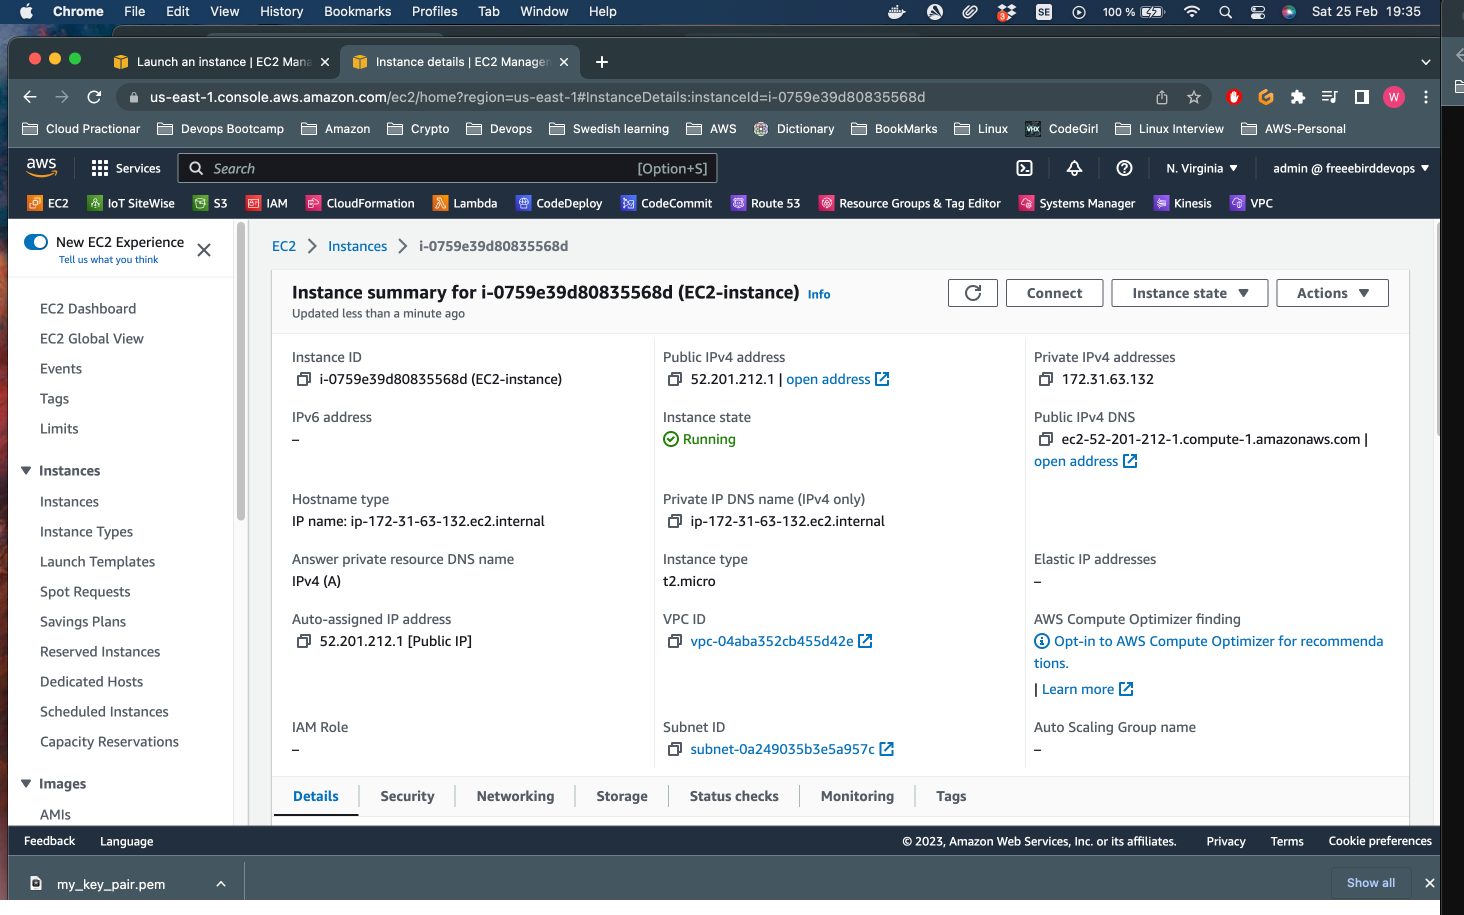 Chrome File Edit View History Bookmarks Profiles Tab Window Help 3 SE 100 % Sat 25 Feb 19:35
Launch an instance | EC2 Mana Instance details | EC2 Managem
us-east-1.console.aws.amazon.com/ec2/home?region=us-east-1#InstanceDetails:instanceId=i-0759e39d80835568d W
Cloud Practionar Devops Bootcamp Amazon Crypto Devops Swedish learning AWS Dictionary BookMarks Linux VHX CodeGirl Linux Interview AWS-Personal
aws Services Search [Option+S] N. Virginia admin @ freeebirddevops
EC2 IoT SiteWise S3 IAM CloudFormation Lambda CodeDeploy CodeCommit Route 53 Resource Groups & Tag Editor Systems Manager Kinesis VPC
New EC2 Experience
Tell us what you think
EC2 Dashboard
EC2 Global View
Events
Tags
Limits
Instances
Instances
Instance Types
Launch Templates
Spot Requests
Savings Plans
Reserved Instances
Dedicated Hosts
Scheduled Instances
Capacity Reservations
Images
AMIs
EC2 Instances i-0759e39d80835568d
Instance summary for i-0759e39d80835568d (EC2-instance) Info
Updated less than a minute ago
Connect Instance state Actions
Instance ID
i-0759e39d80835568d (EC2-instance)
Public IPv4 address
52.201.212.1 | open address
Private IPv4 addresses
172.31.63.132
IPv6 address
–
Instance state
Running
Public IPv4 DNS
ec2-52-201-212-1.compute-1.amazonaws.com |
open address
Hostname type
IP name: ip-172-31-63-132.ec2.internal
Private IP DNS name (IPv4 only)
ip-172-31-63-132.ec2.internal
Answer private resource DNS name
IPv4 (A)
Instance type
t2.micro
Elastic IP addresses
–
Auto-assigned IP address
52.201.212.1 [Public IP]
VPC ID
vpc-04aba352cb455d42e
AWS Compute Optimizer finding
Opt-in to AWS Compute Optimizer for recommenda
tions.
| Learn more
IAM Role
–
Subnet ID
subnet-0a249035b3e5a957c
Auto Scaling Group name
–
Details Security Networking Storage Status checks Monitoring Tags
Feedback Language © 2023, Amazon Web Services, Inc. or its affiliates. Privacy Terms Cookie preferences
my_key_pair.pem Show all